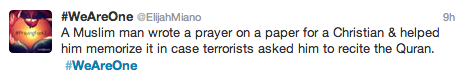 #WeAreOne @ElijahMiano 9h
A Muslim man wrote a prayer on a paper for a Christian & helped
him memorize it in case terrorists asked him to recite the Quran.
#WeAreOne